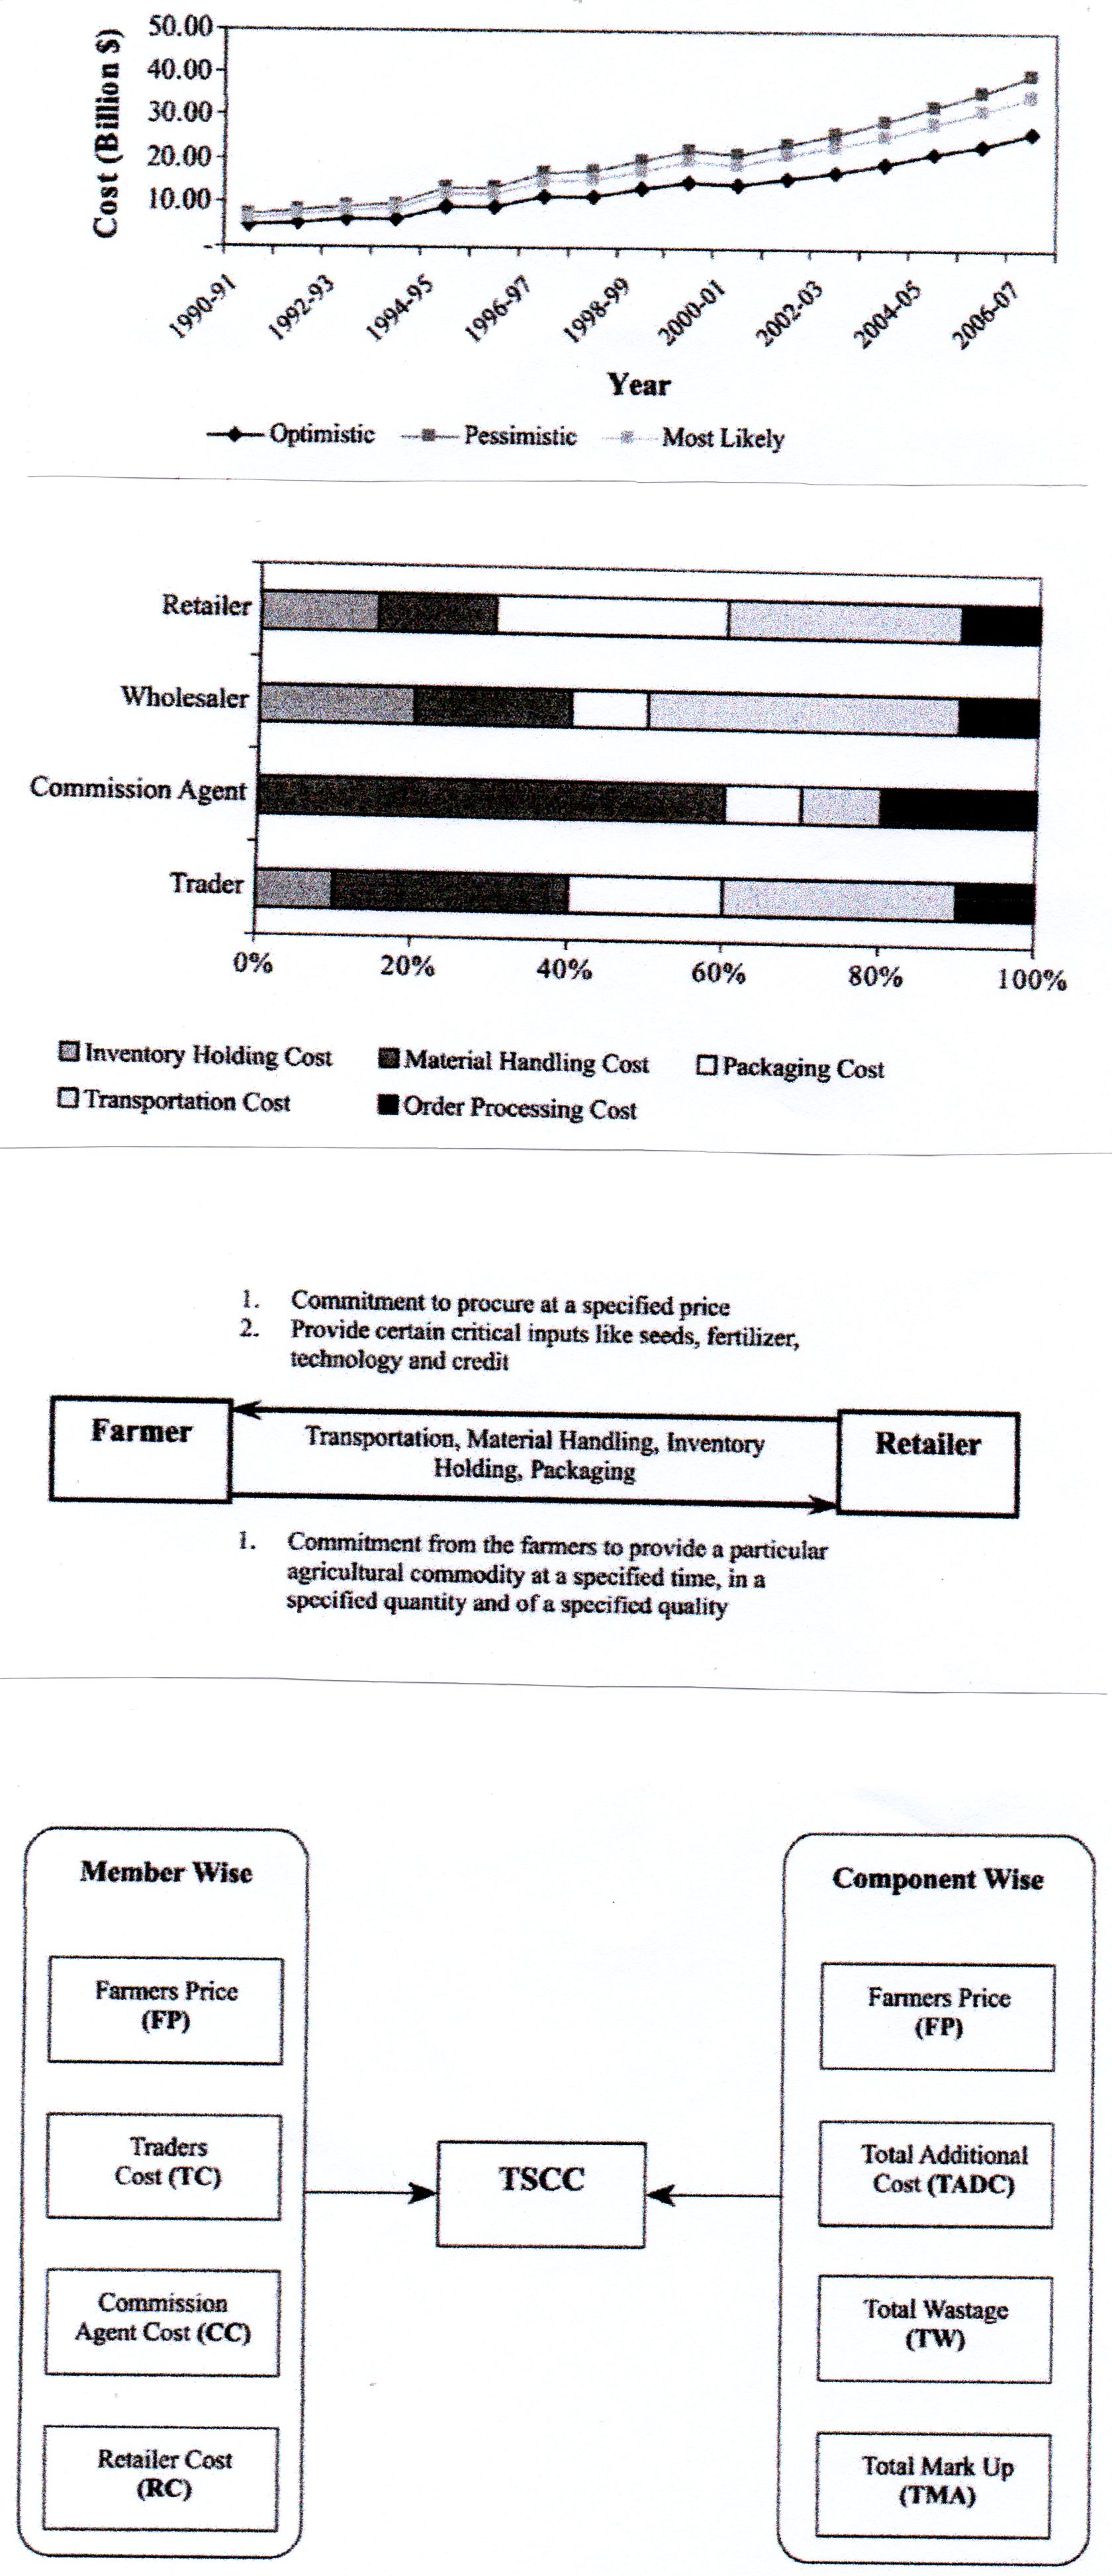 Cost (Billion $)
50.00
40.00
30.00
20.00
10.00
-
1990-91
1992-93
1994-95
1996-97
1998-99
2000-01
2002-03
2004-05
2006-07
Year
Optimistic
Pessimistic
Most Likely
Retailer
Wholesaler
Commission Agent
Trader
0%
20%
40%
60%
80%
100%
Inventory Holding Cost
Material Handling Cost
Packaging Cost
Transportation Cost
Order Processing Cost
1. Commitment to procure at a specified price
2. Provide certain critical inputs like seeds, fertilizer,
technology and credit
Farmer
Transportation, Material Handling, Inventory
Holding, Packaging
Retailer
1. Commitment from the farmers to provide a particular
agricultural commodity at a specified time, in a
specified quantity and of a specified quality
Member Wise
Farmers Price
(FP)
Traders
Cost (TC)
Commission
Agent Cost (CC)
Retailer Cost
(RC)
TSCC
Component Wise
Farmers Price
(FP)
Total Additional
Cost (TADC)
Total Wastage
(TW)
Total Mark Up
(TMA)